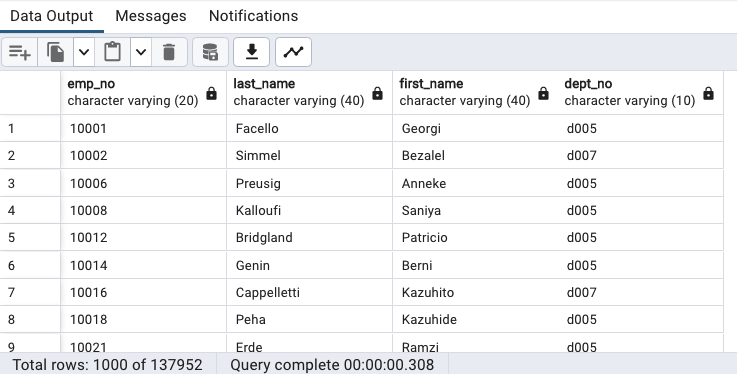 Data Output Messages Notifications
emp_no last_name first_name dept_no
character varying (20) character varying (40) character varying (40) character varying (10)
1 10001 Facello Georgi d005
2 10002 Simmel Bezalel d007
3 10006 Preusig Anneke d005
4 10008 Kalloufi Saniya d005
5 10012 Bridgland Patricio d005
6 10014 Genin Berni d005
7 10016 Cappelletti Kazuhito d007
8 10018 Peha Kazuhide d005
9 10021 Erde Ramzi d005
Total rows: 1000 of 137952 Query complete 00:00:00.308